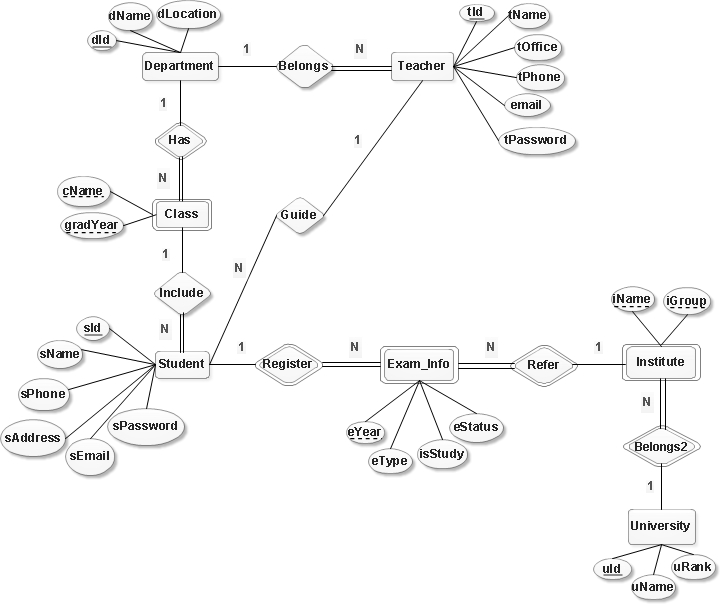 dName
dLocation
dId
Department
1
Belongs
N
Teacher
tId
tName
tOffice
tPhone
email
tPassword
1
Has
N
1
Guide
N
cName
gradYear
Class
1
Include
N
sId
sName
sPhone
sAddress
sEmail
sPassword
Student
1
Register
N
Exam_Info
N
Refer
1
Institute
iName
iGroup
eYear
eType
isStudy
eStatus
N
Belongs2
1
University
uId
uName
uRank